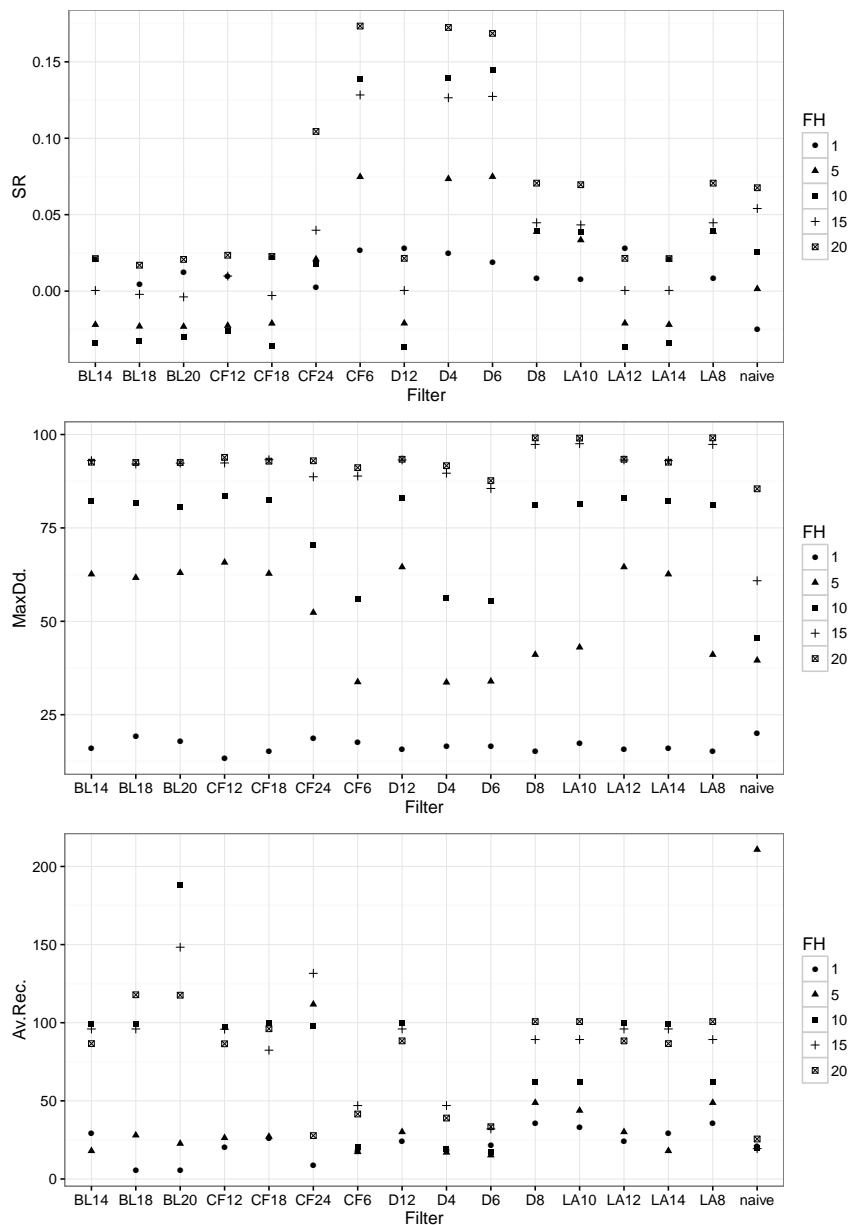 0.15
0.10
0.05
0.00
SR
BL14 BL18 BL20 CF12 CF18 CF24 CF6 D12 D4 D6 D8 LA10 LA12 LA14 LA8 naive
Filter
FH
1
5
10
15
20
100
75
50
25
MaxDd.
BL14 BL18 BL20 CF12 CF18 CF24 CF6 D12 D4 D6 D8 LA10 LA12 LA14 LA8 naive
Filter
FH
1
5
10
15
20
200
150
100
50
0
Av.Rec.
BL14 BL18 BL20 CF12 CF18 CF24 CF6 D12 D4 D6 D8 LA10 LA12 LA14 LA8 naive
Filter
FH
1
5
10
15
20